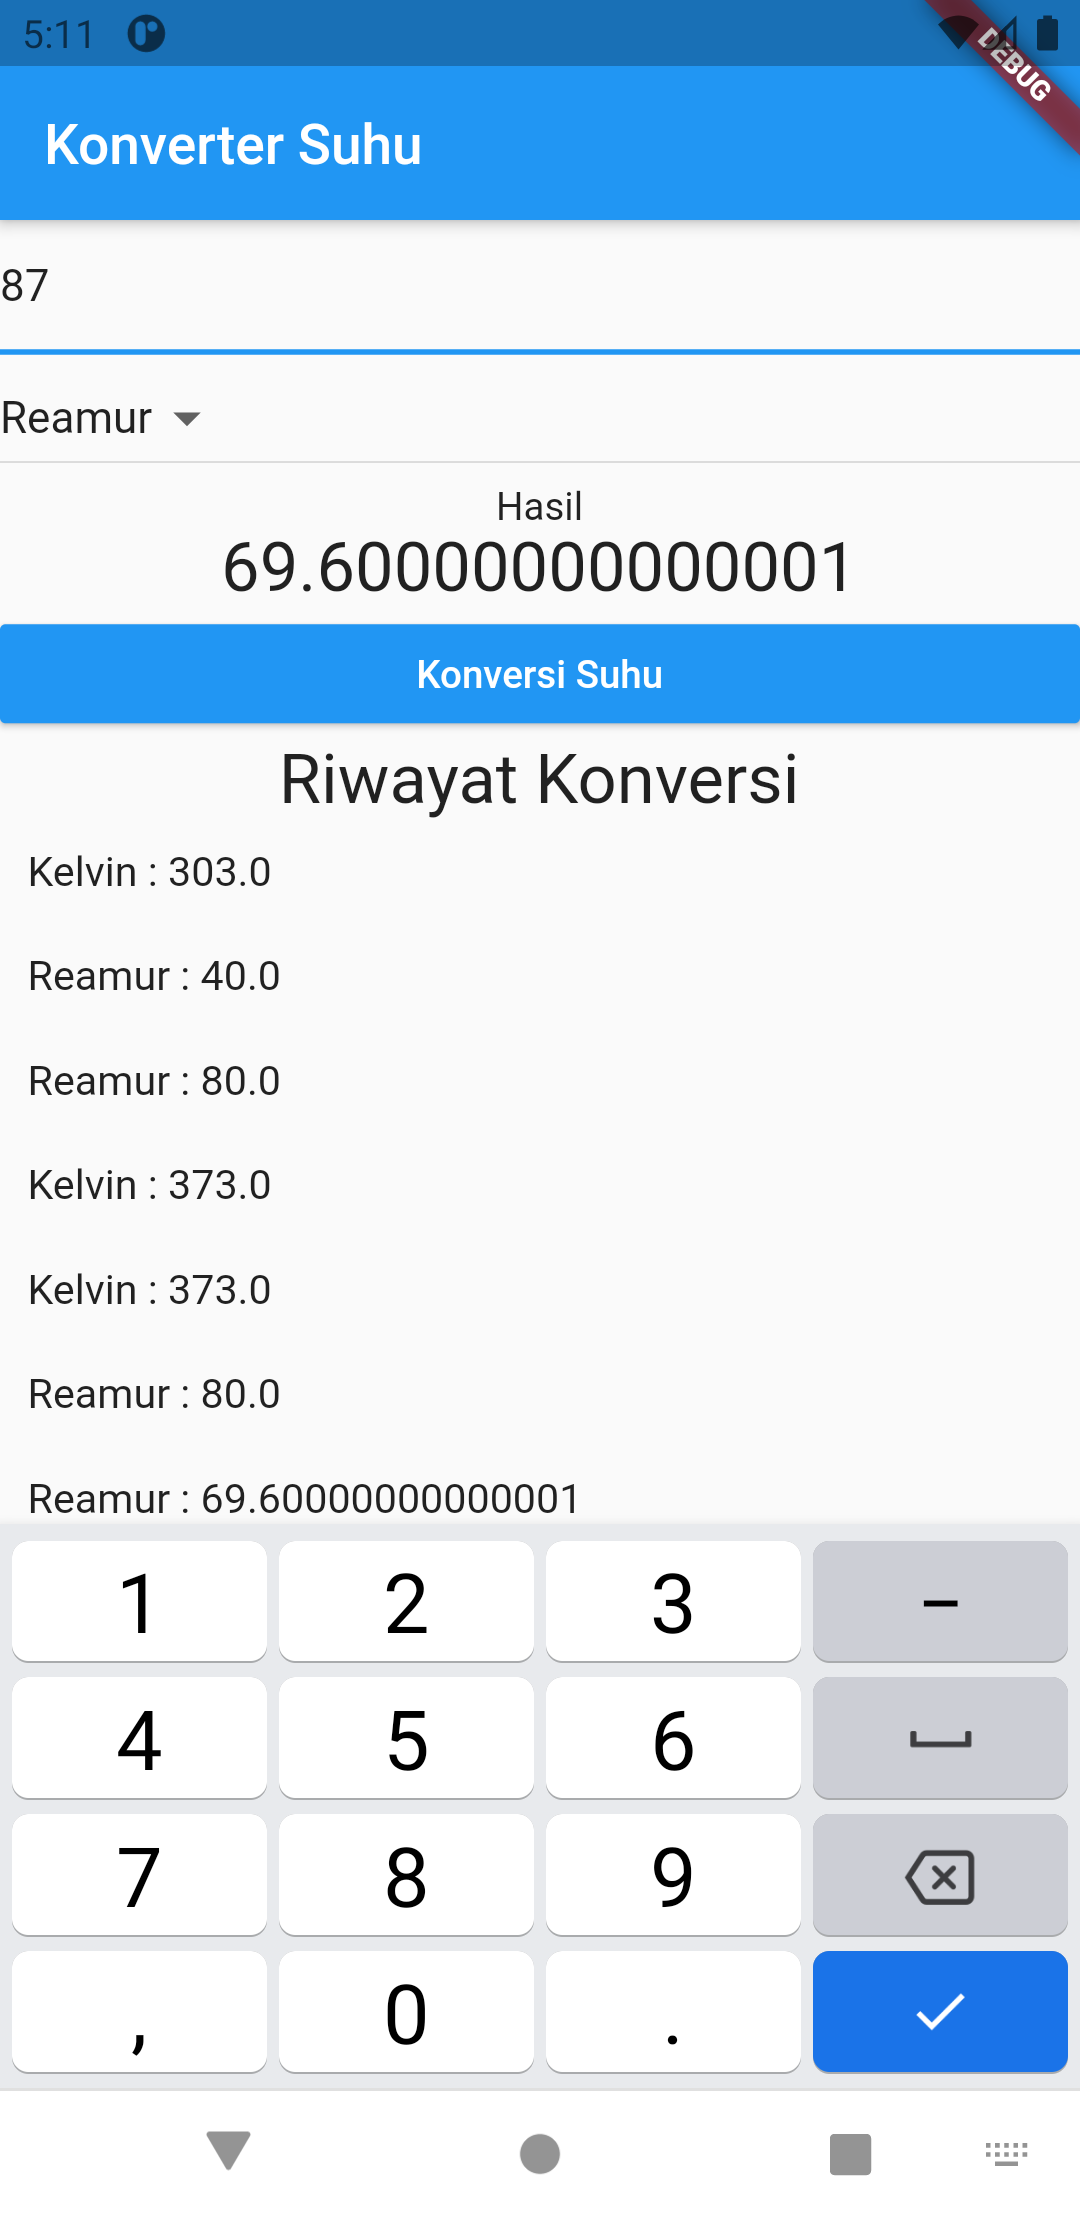 5:11
DEBUG
Konverter Suhu
87
Reamur
Hasil
69.60000000000001
Konversi Suhu
Riwayat Konversi
Kelvin : 303.0
Reamur : 40.0
Reamur : 80.0
Kelvin : 373.0
Kelvin : 373.0
Reamur : 80.0
Reamur : 69.60000000000001
1 2 3 –
4 5 6
7 8 9
, 0 .